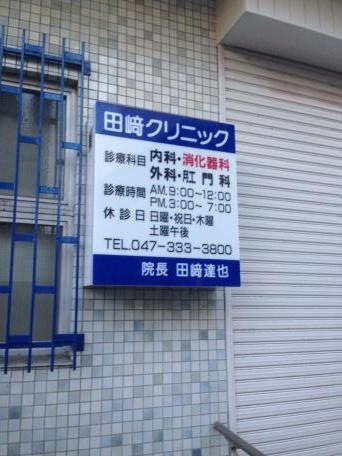 田﨑クリニック
診療科目 内科・消化器科
外科・肛門科
診療時間 AM.9:00~12:00
PM.3:00~7:00
休診日 日曜・祝日・木曜
土曜午後
TEL.047-333-3800
院長 田﨑達也